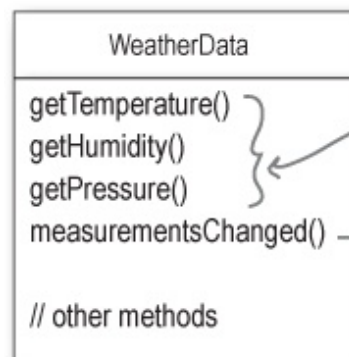 WeatherData
getTemperature()
getHumidity()
getPressure()
measurementsChanged()
// other methods